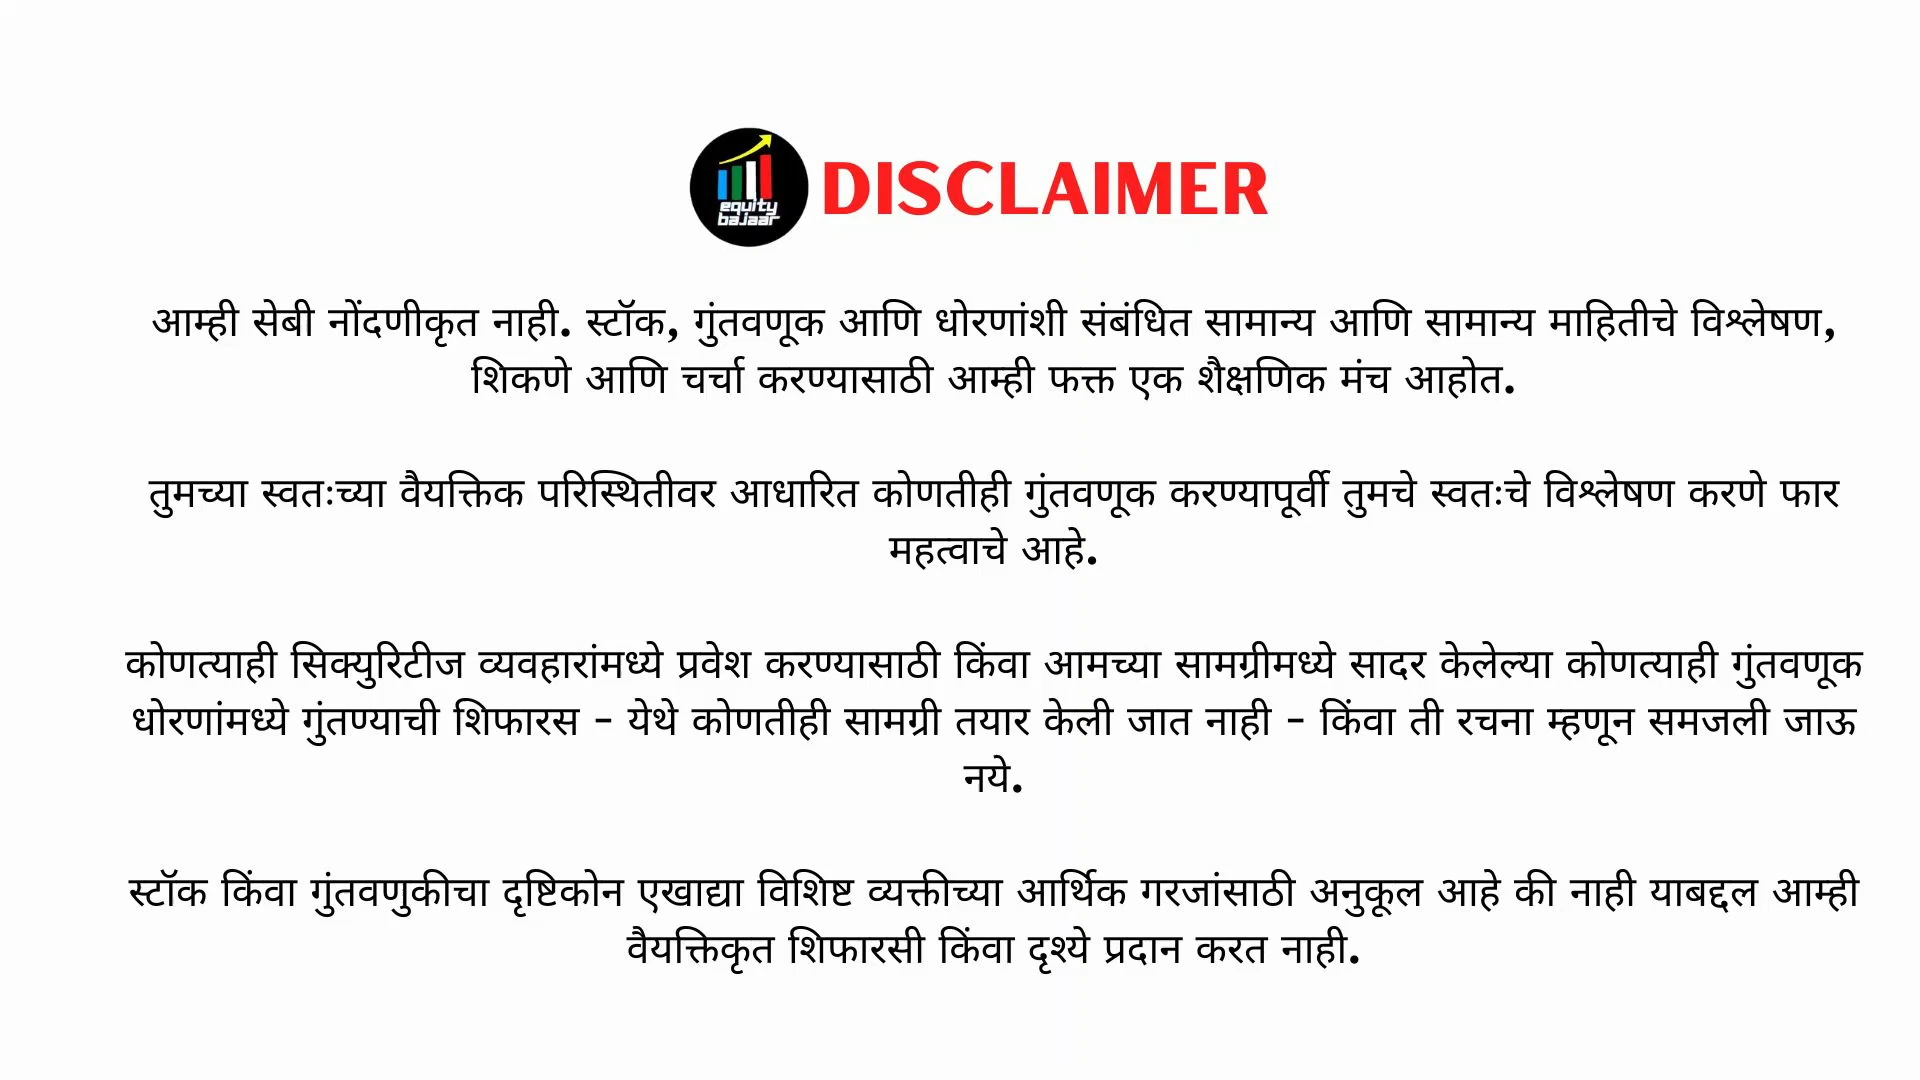 equity
bajaar
DISCLAIMER
आम्ही सेबी नोंदणीकृत नाही. स्टॉक, गुंतवणूक आणि धोरणांशी संबंधित सामान्य आणि सामान्य माहितीचे विश्लेषण,
शिकणे आणि चर्चा करण्यासाठी आम्ही फक्त एक शैक्षणिक मंच आहोत.
तुमच्या स्वतःच्या वैयक्तिक परिस्थितीवर आधारित कोणतीही गुंतवणूक करण्यापूर्वी तुमचे स्वतःचे विश्लेषण करणे फार
महत्वाचे आहे.
कोणत्याही सिक्युरिटीज व्यवहारांमध्ये प्रवेश करण्यासाठी किंवा आमच्या सामग्रीमध्ये सादर केलेल्या कोणत्याही गुंतवणूक
धोरणांमध्ये गुंतण्याची शिफारस - येथे कोणतीही सामग्री तयार केली जात नाही - किंवा ती रचना म्हणून समजली जाऊ
नये.
स्टॉक किंवा गुंतवणुकीचा दृष्टिकोन एखाद्या विशिष्ट व्यक्तीच्या आर्थिक गरजांसाठी अनुकूल आहे की नाही याबद्दल आम्ही
वैयक्तिकृत शिफारसी किंवा दृश्ये प्रदान करत नाही.